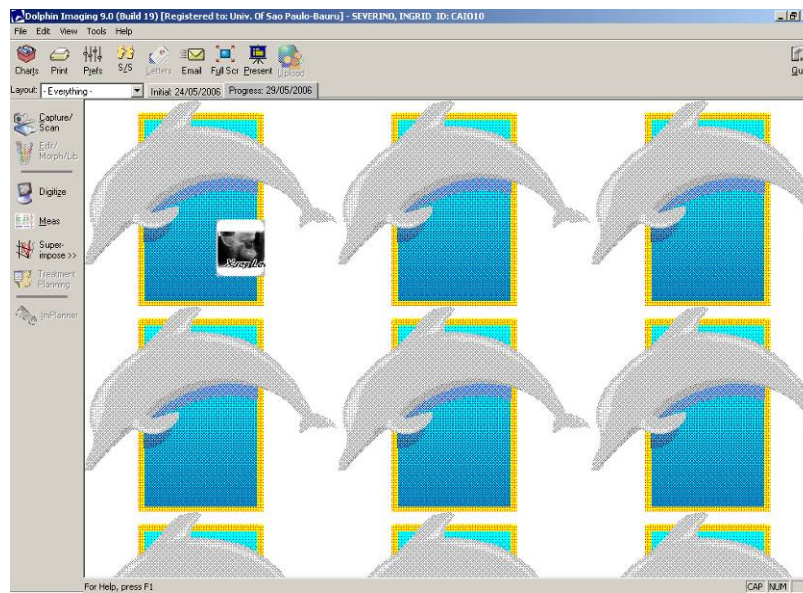 Dolphin Imaging 9.0 (Build 19) [Registered to: Univ. Of Sao Paulo-Bauru] - SEVERINO, INGRID ID: CAIO10
File Edit View Tools Help
Charts Print Prefs S/S Letters Email Full Scr Present Upload
Layout: - Everything - Initial: 24/05/2006 Progress: 29/05/2006
Capture/
Scan
Edit/
Morph/Lib
Digitize
Meas
Super-
impose >>
Treatment
Planning
ImPlanner
For Help, press F1 CAP NUM